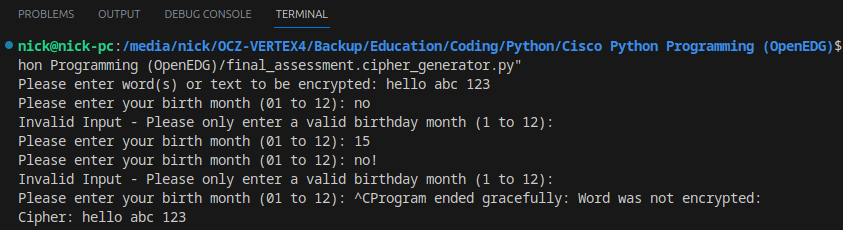 PROBLEMS OUTPUT DEBUG CONSOLE TERMINAL
nick@nick-pc:/media/nick/OCZ-VERTEX4/Backup/Education/Coding/Python/Cisco Python Programming (OpenEDG)$
hon Programming (OpenEDG)/final_assessment.cipher_generator.py"
Please enter word(s) or text to be encrypted: hello abc 123
Please enter your birth month (01 to 12): no
Invalid Input - Please only enter a valid birthday month (1 to 12):
Please enter your birth month (01 to 12): 15
Please enter your birth month (01 to 12): no!
Invalid Input - Please only enter a valid birthday month (1 to 12):
Please enter your birth month (01 to 12): ^CProgram ended gracefully: Word was not encrypted:
Cipher: hello abc 123